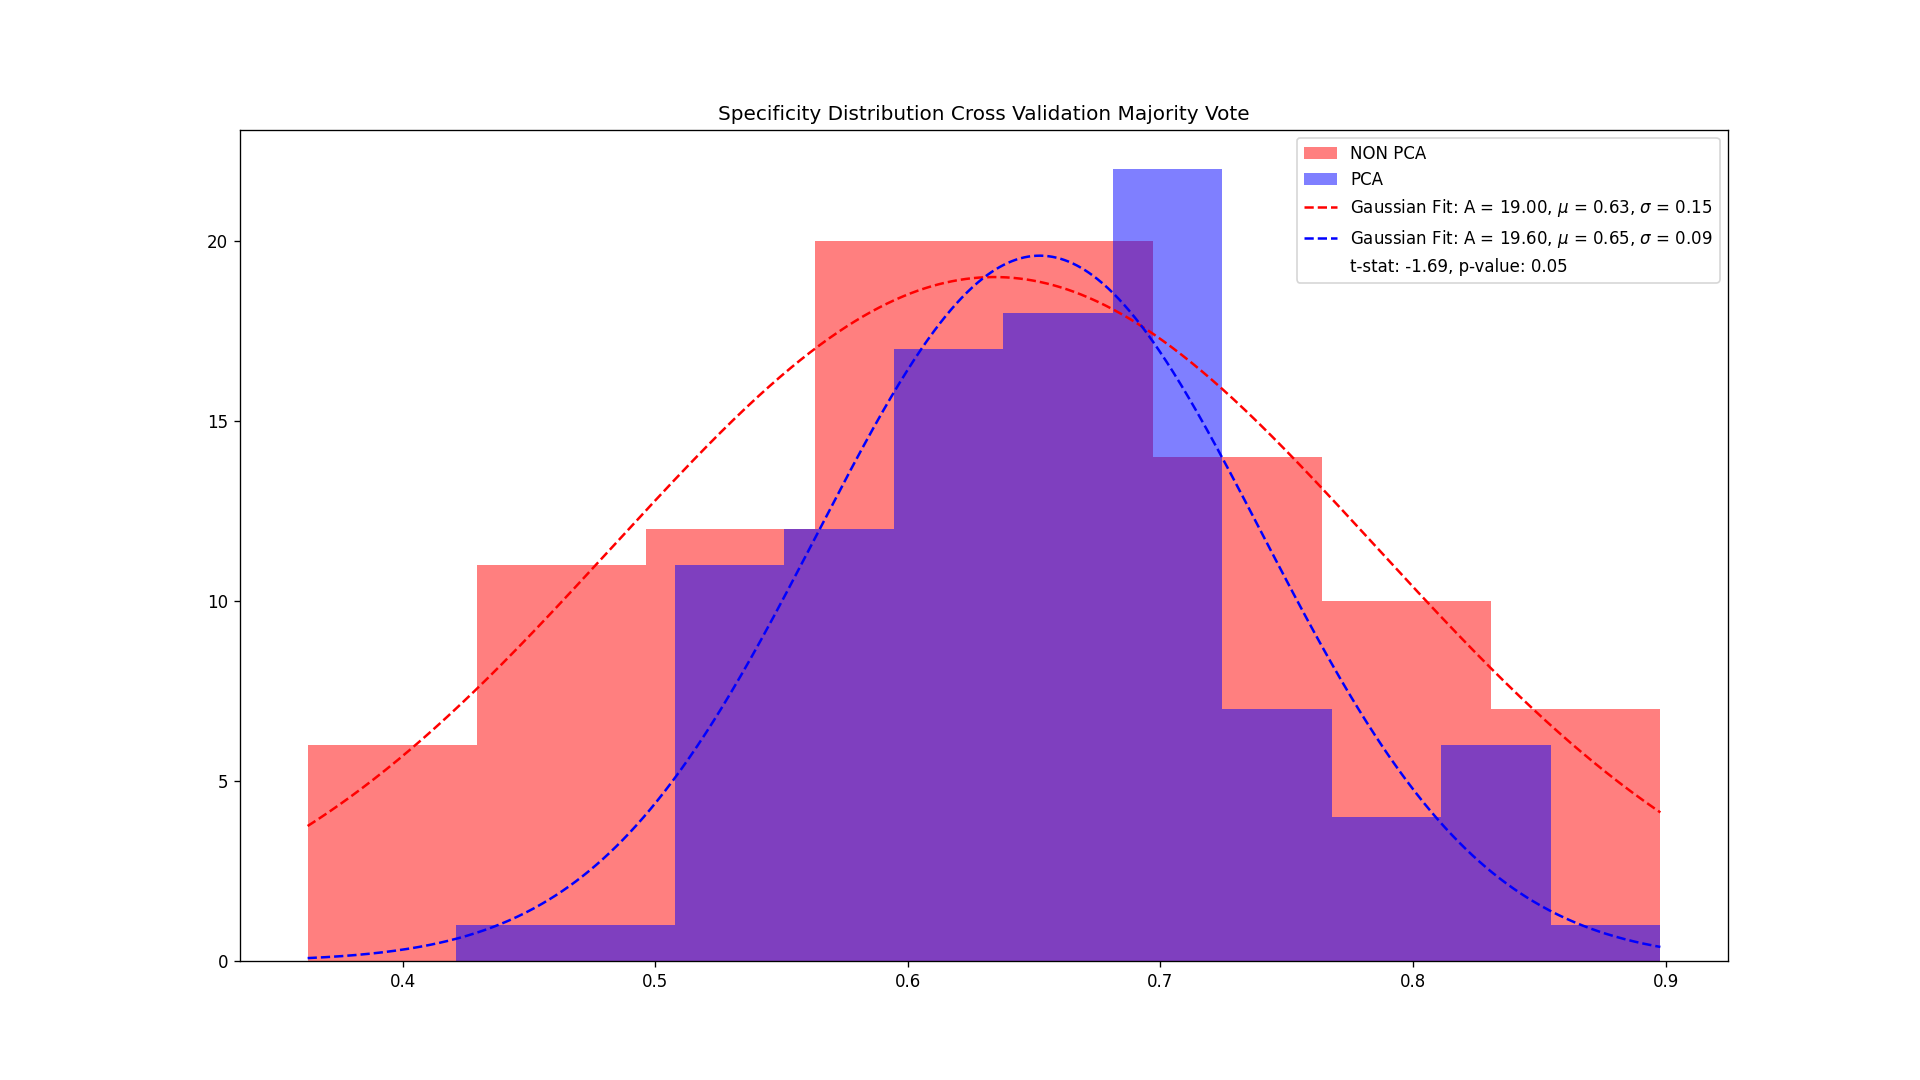 Specificity Distribution Cross Validation Majority Vote
NON PCA
PCA
Gaussian Fit: A = 19.00, μ = 0.63, σ = 0.15
Gaussian Fit: A = 19.60, μ = 0.65, σ = 0.09
t-stat: -1.69, p-value: 0.05
20
15
10
5
0
0.4 0.5 0.6 0.7 0.8 0.9